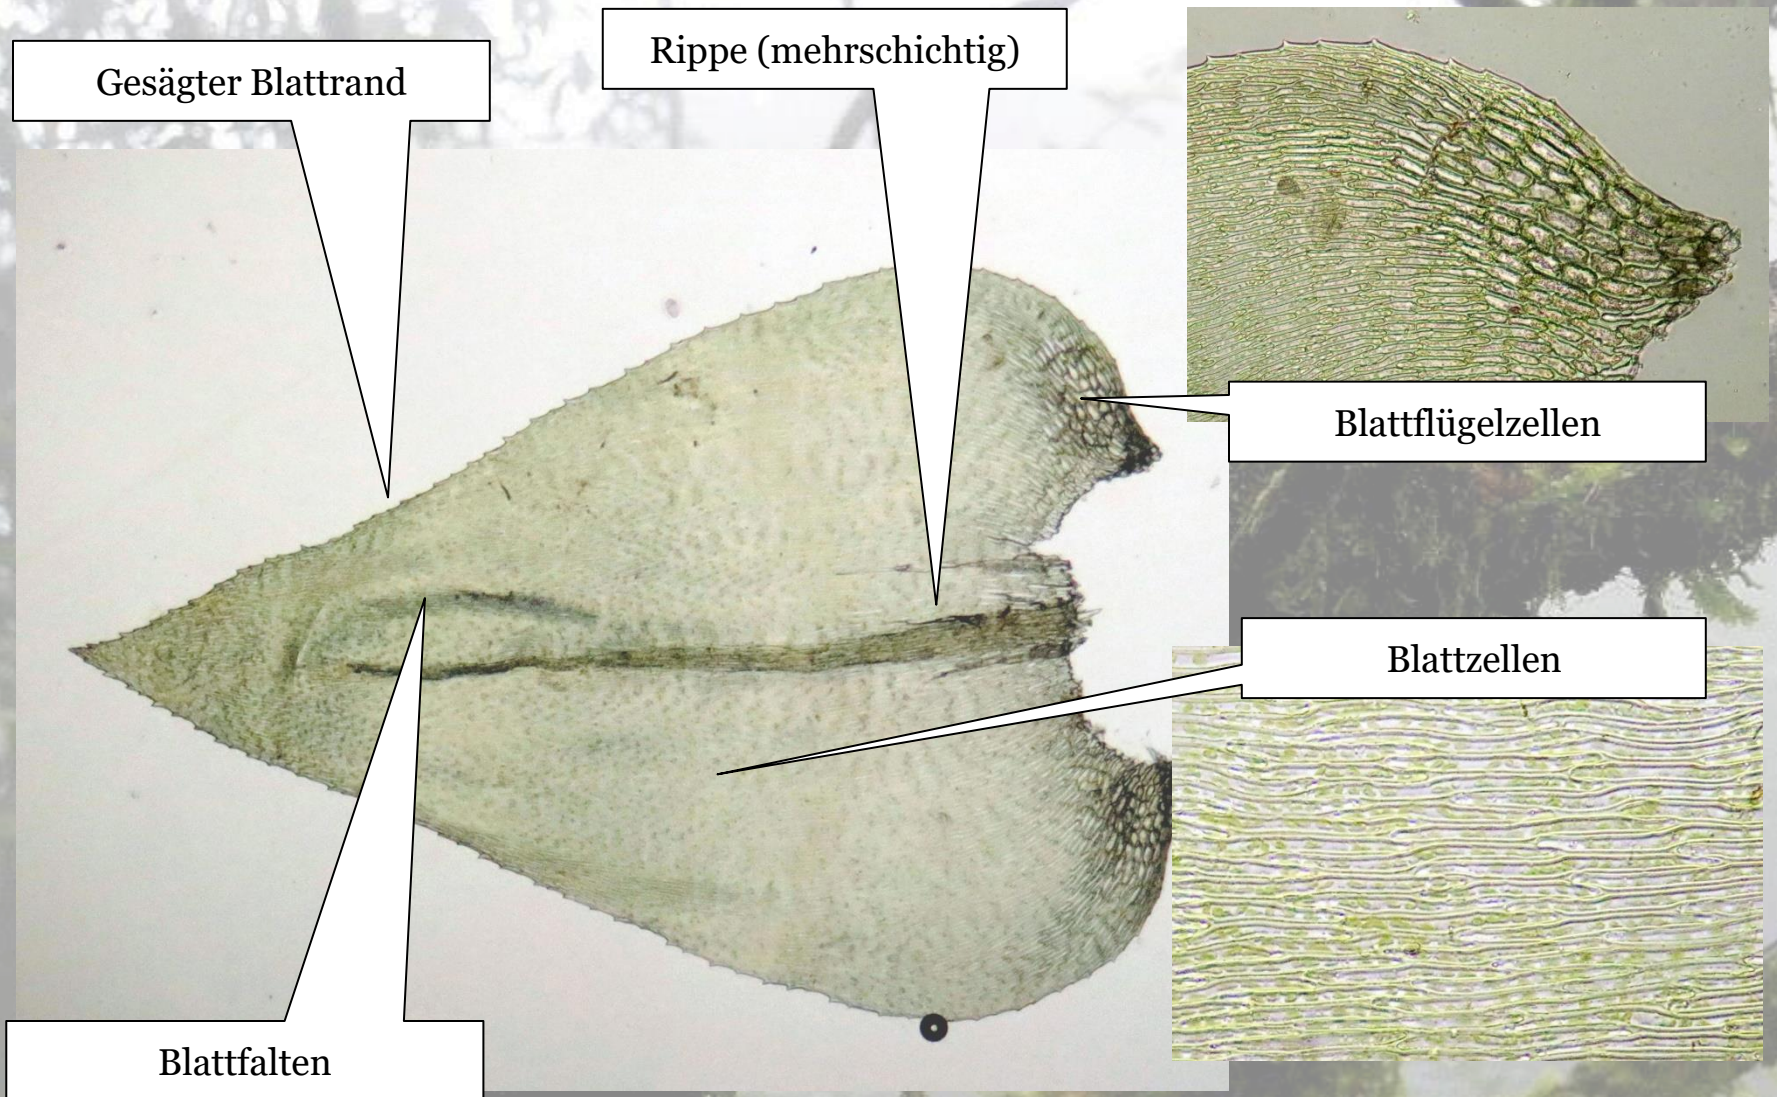 Gesägter Blattrand
Rippe (mehrschichtig)
Blattflügelzellen
Blattzellen
Blattfalten